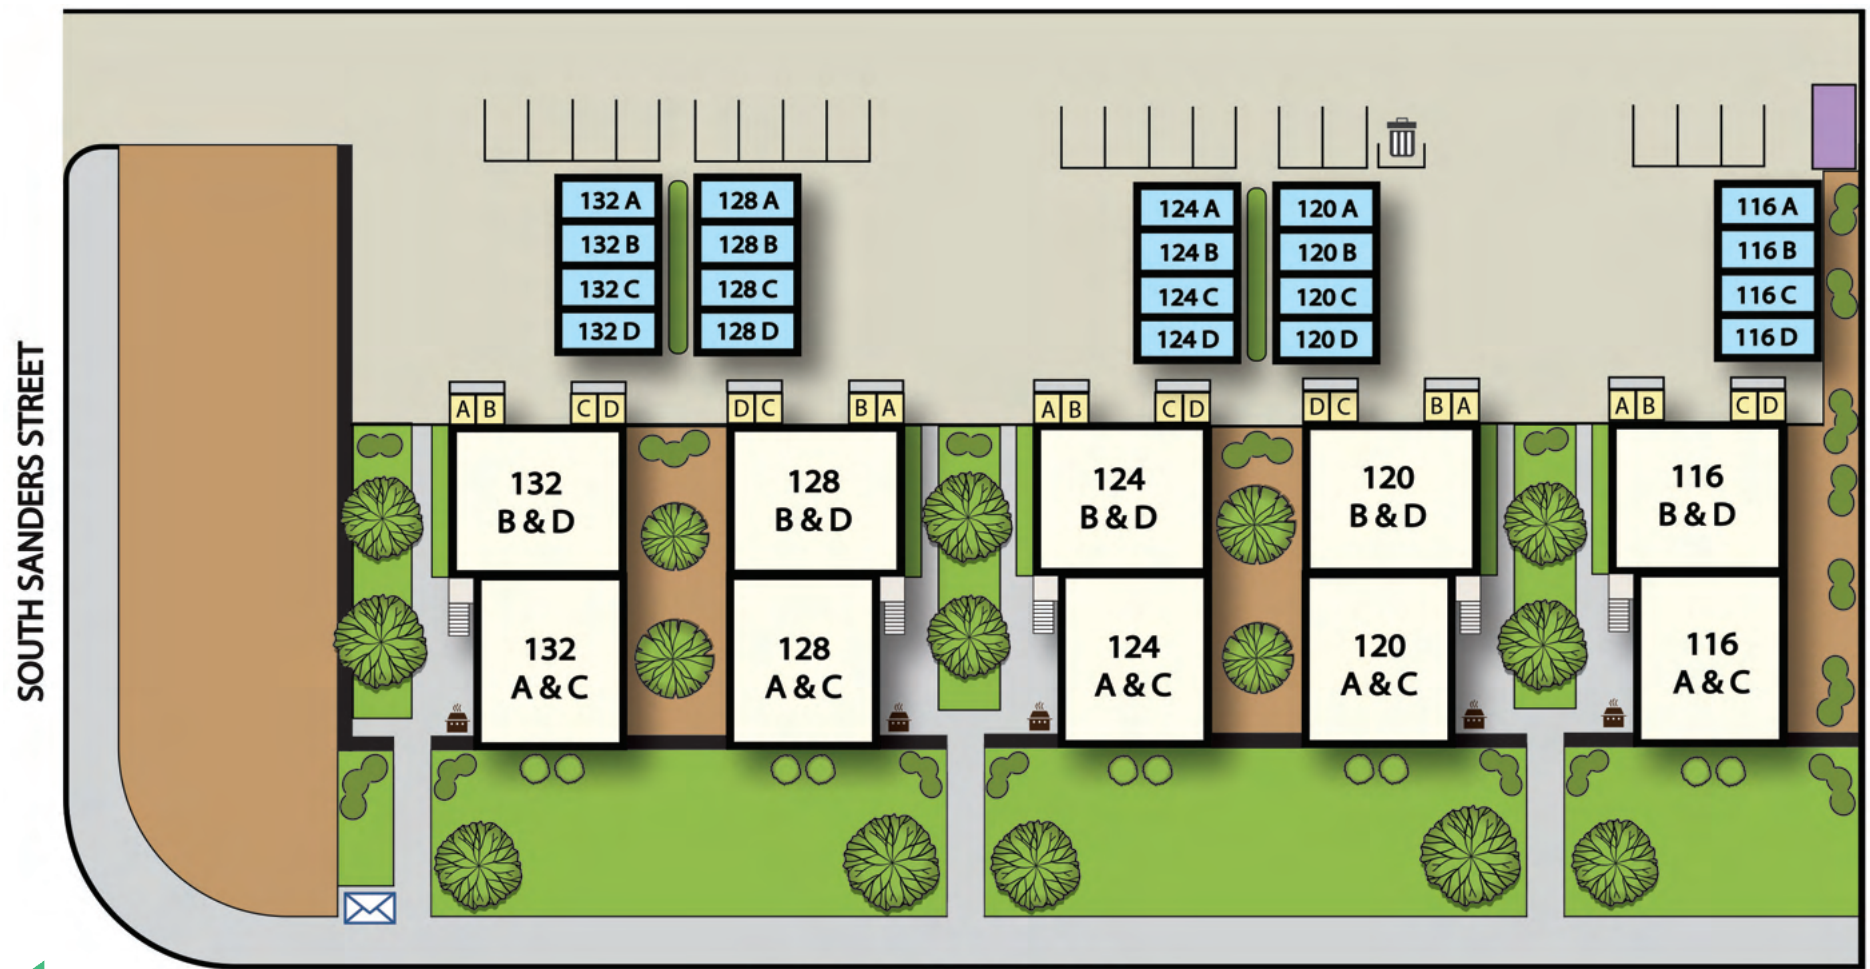 SOUTH SANDERS STREET
132 A
132 B
132 C
132 D
128 A
128 B
128 C
128 D
124 A
124 B
124 C
124 D
120 A
120 B
120 C
120 D
116 A
116 B
116 C
116 D
A B
C D
D C
B A
A B
C D
D C
B A
A B
C D
132
B & D
128
B & D
124
B & D
120
B & D
116
B & D
132
A & C
128
A & C
124
A & C
120
A & C
116
A & C